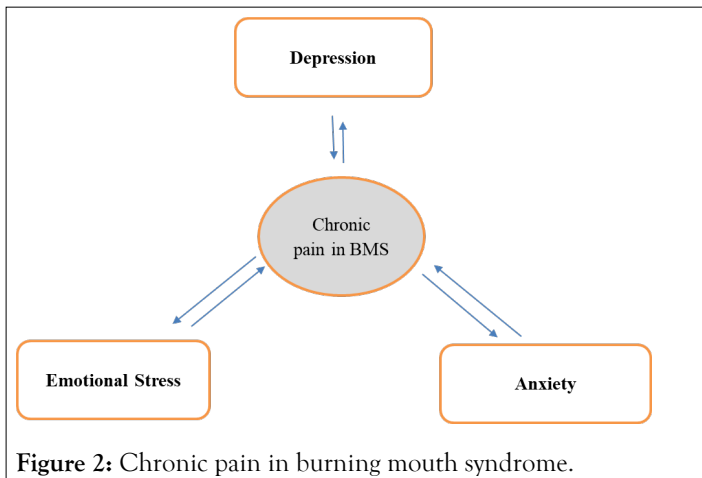 Depression
Chronic
pain in BMS
Emotional Stress
Anxiety
Figure 2: Chronic pain in burning mouth syndrome.